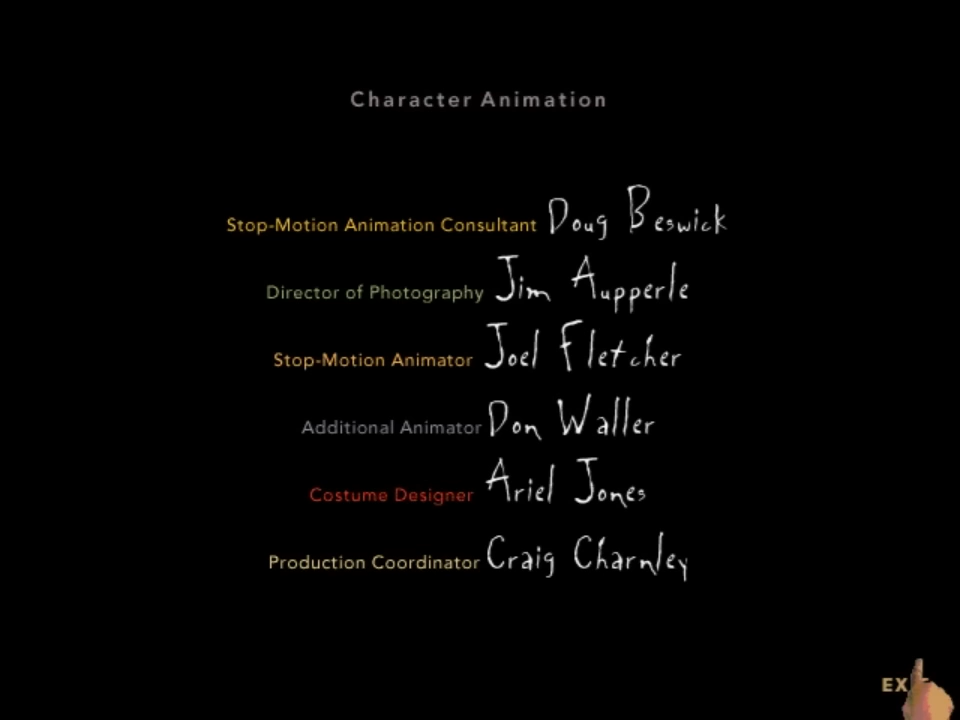 Character Animation
Stop-Motion Animation Consultant Doug Beswick
Director of Photography Jim Aupperle
Stop-Motion Animator Joel Fletcher
Additional Animator Don Waller
Costume Designer Ariel Jones
Production Coordinator Craig Charnley
EXIT